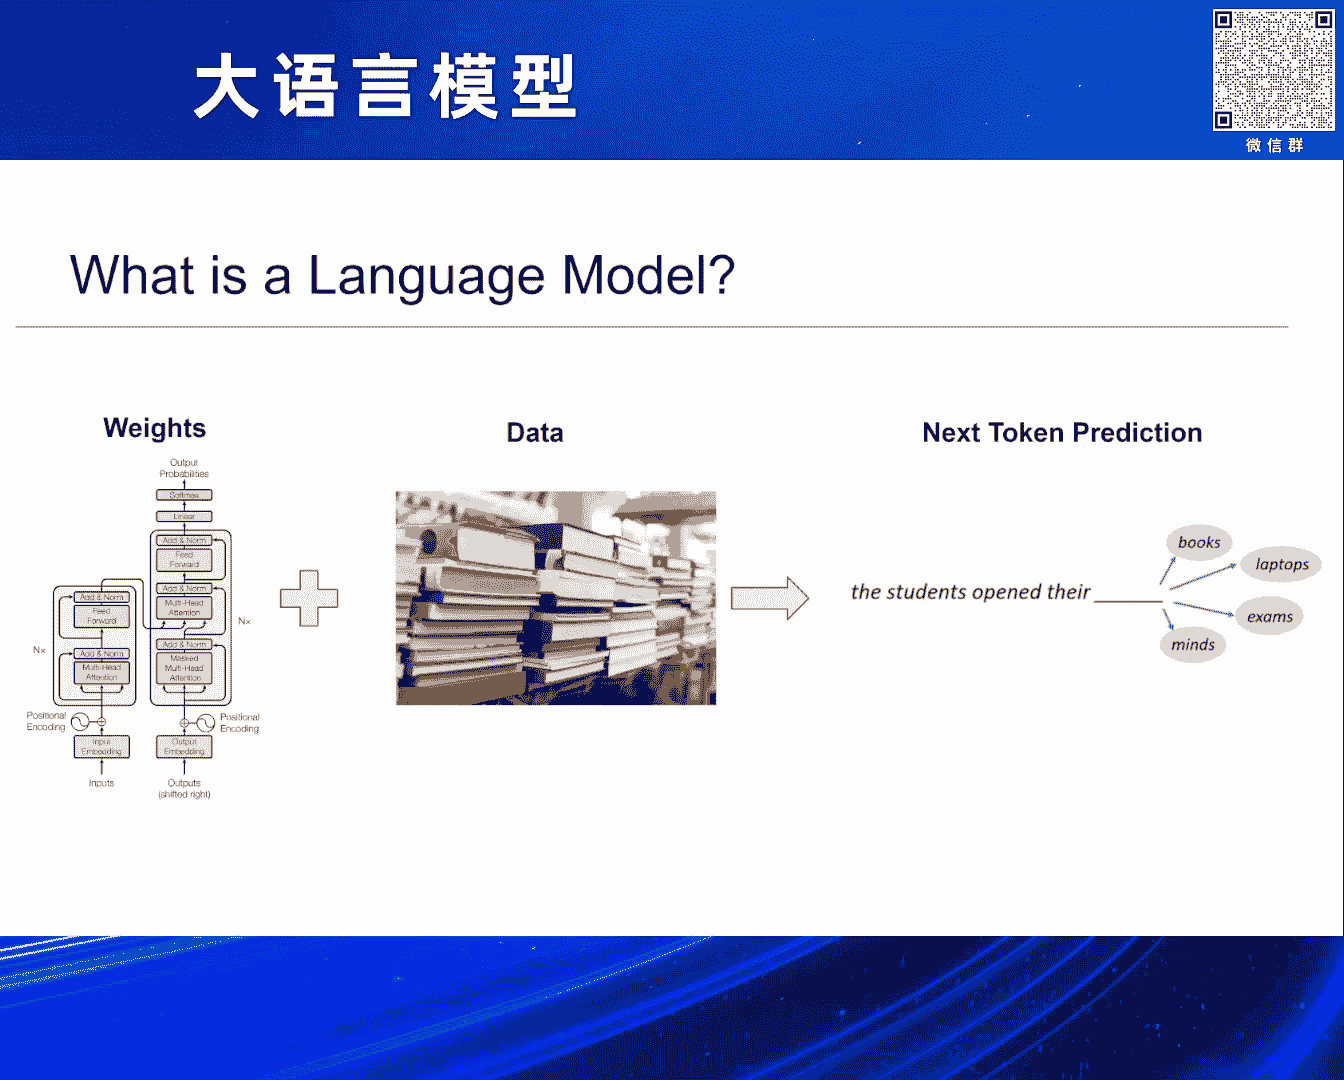 大语言模型
微信群
What is a Language Model?
Weights
Output
Probabilities
Softmax
Linear
Add & Norm
Feed
Forward
Add & Norm
Multi-Head
Attention
Add & Norm
Masked
Multi-Head
Attention
Nx
Add & Norm
Feed
Forward
Nx
Add & Norm
Multi-Head
Attention
Positional
Encoding
Positional
Encoding
Input
Embedding
Output
Embedding
Inputs
Outputs
(shifted right)
Data
Next Token Prediction
the students opened their ______
books
laptops
exams
minds